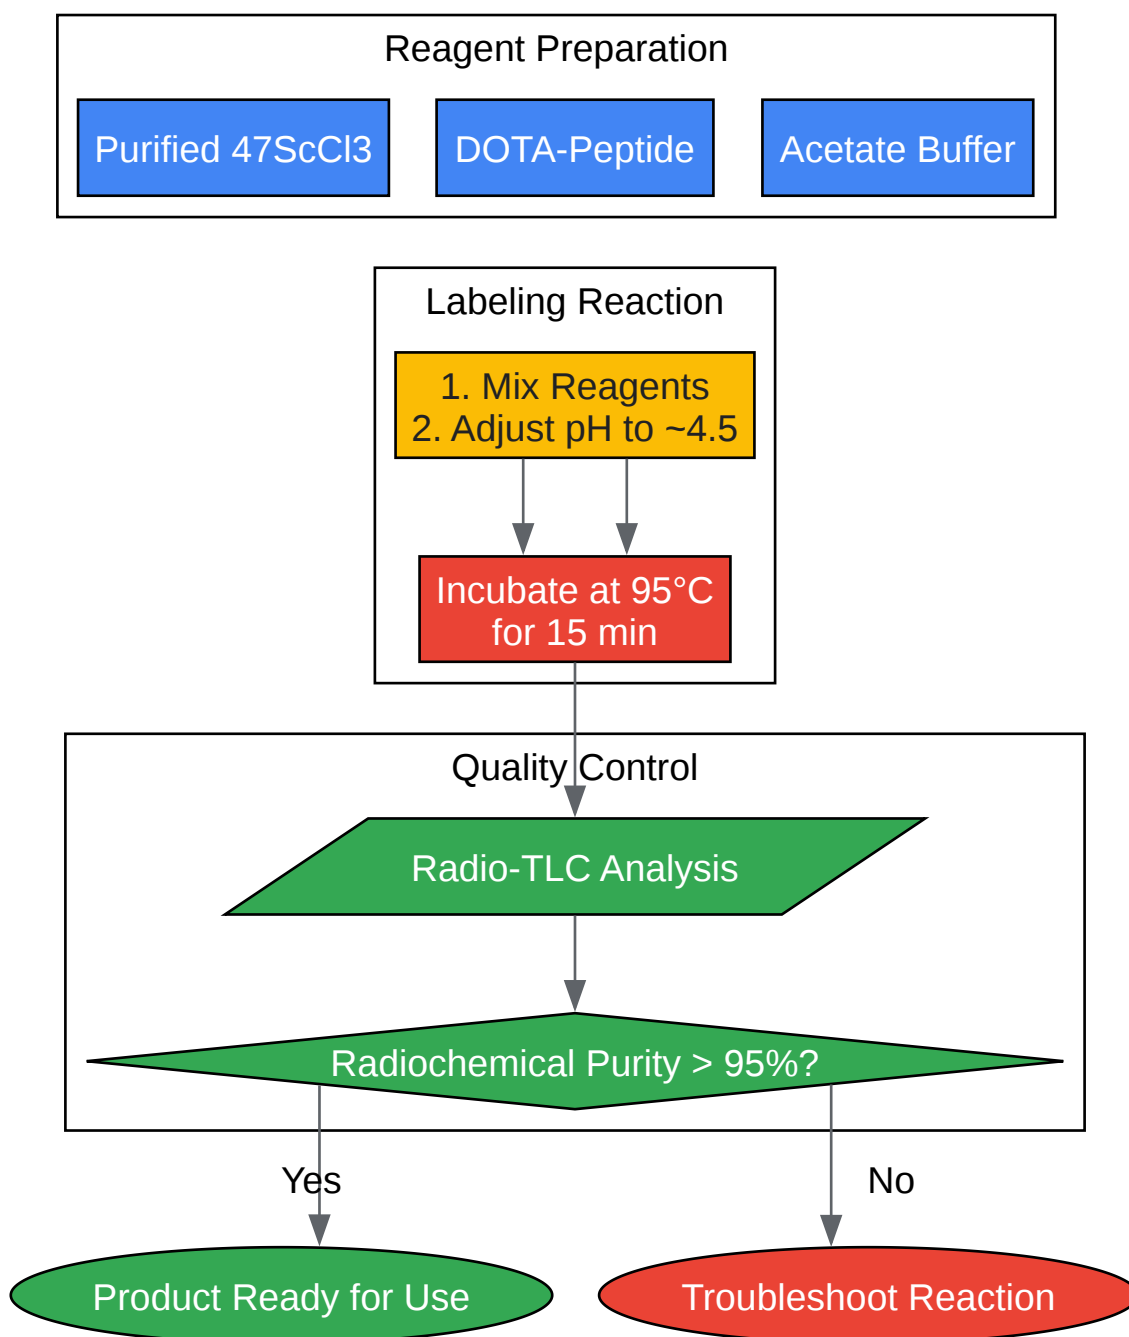 Reagent Preparation
Purified 47ScCl3
DOTA-Peptide
Acetate Buffer
Labeling Reaction
1. Mix Reagents
2. Adjust pH to ~4.5
Incubate at 95°C
for 15 min
Quality Control
Radio-TLC Analysis
Radiochemical Purity > 95%?
Yes
No
Product Ready for Use
Troubleshoot Reaction